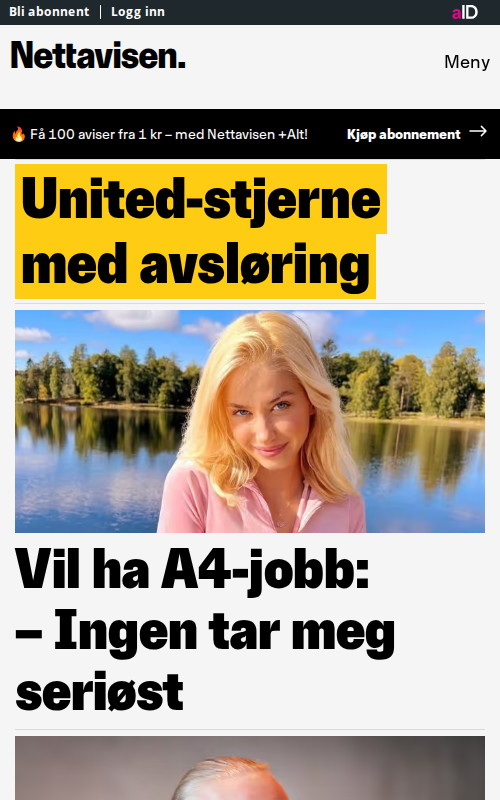 Bli abonnent | Logg inn
aID
Nettavisen.
Meny
🔥 Få 100 aviser fra 1 kr – med Nettavisen +Alt!
Kjøp abonnement →
United-stjerne
med avsløring
Vil ha A4-jobb:
– Ingen tar meg
seriøst